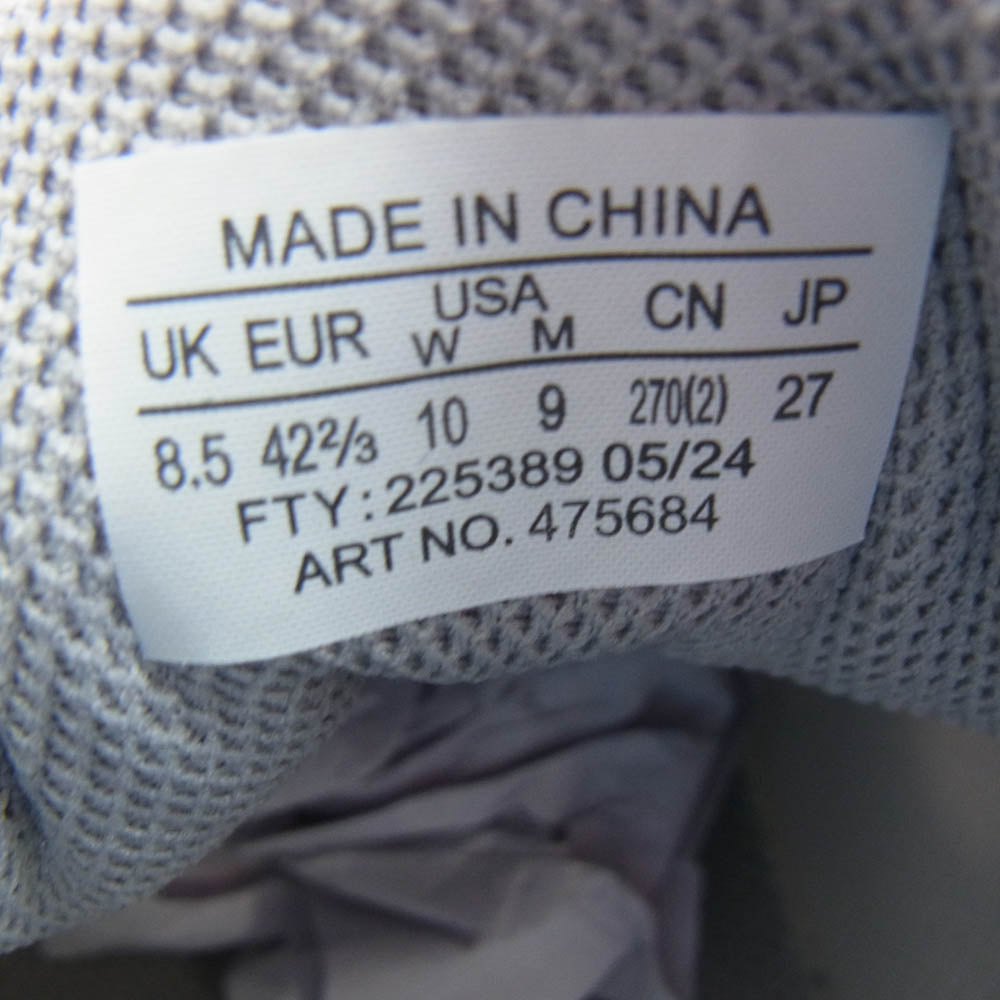 MADE IN CHINA
UK EUR USA CN JP
W M
8.5 42⅔ 10 9 270(2) 27
FTY: 225389 05/24
ART NO. 475684